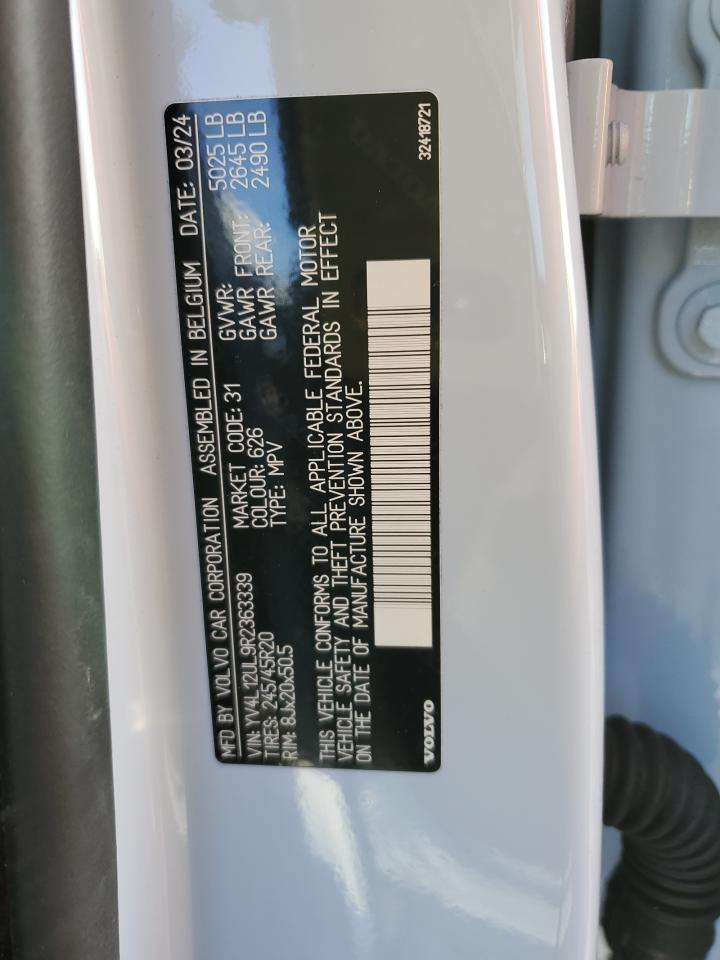 MFD BY VOLVO CAR CORPORATION ASSEMBLED IN BELGIUM DATE: 03/24
VIN: YV4L12UL9R2363339 MARKET CODE: 31 GVWR: 5025 LB
TIRES: 245/45R20 COLOUR: 626 GAWR FRONT: 2645 LB
RIM: 8Jx20x50.5 TYPE: MPV GAWR REAR: 2490 LB
THIS VEHICLE CONFORMS TO ALL APPLICABLE FEDERAL MOTOR
VEHICLE SAFETY AND THEFT PREVENTION STANDARDS IN EFFECT
ON THE DATE OF MANUFACTURE SHOWN ABOVE.
VOLVO 32418721